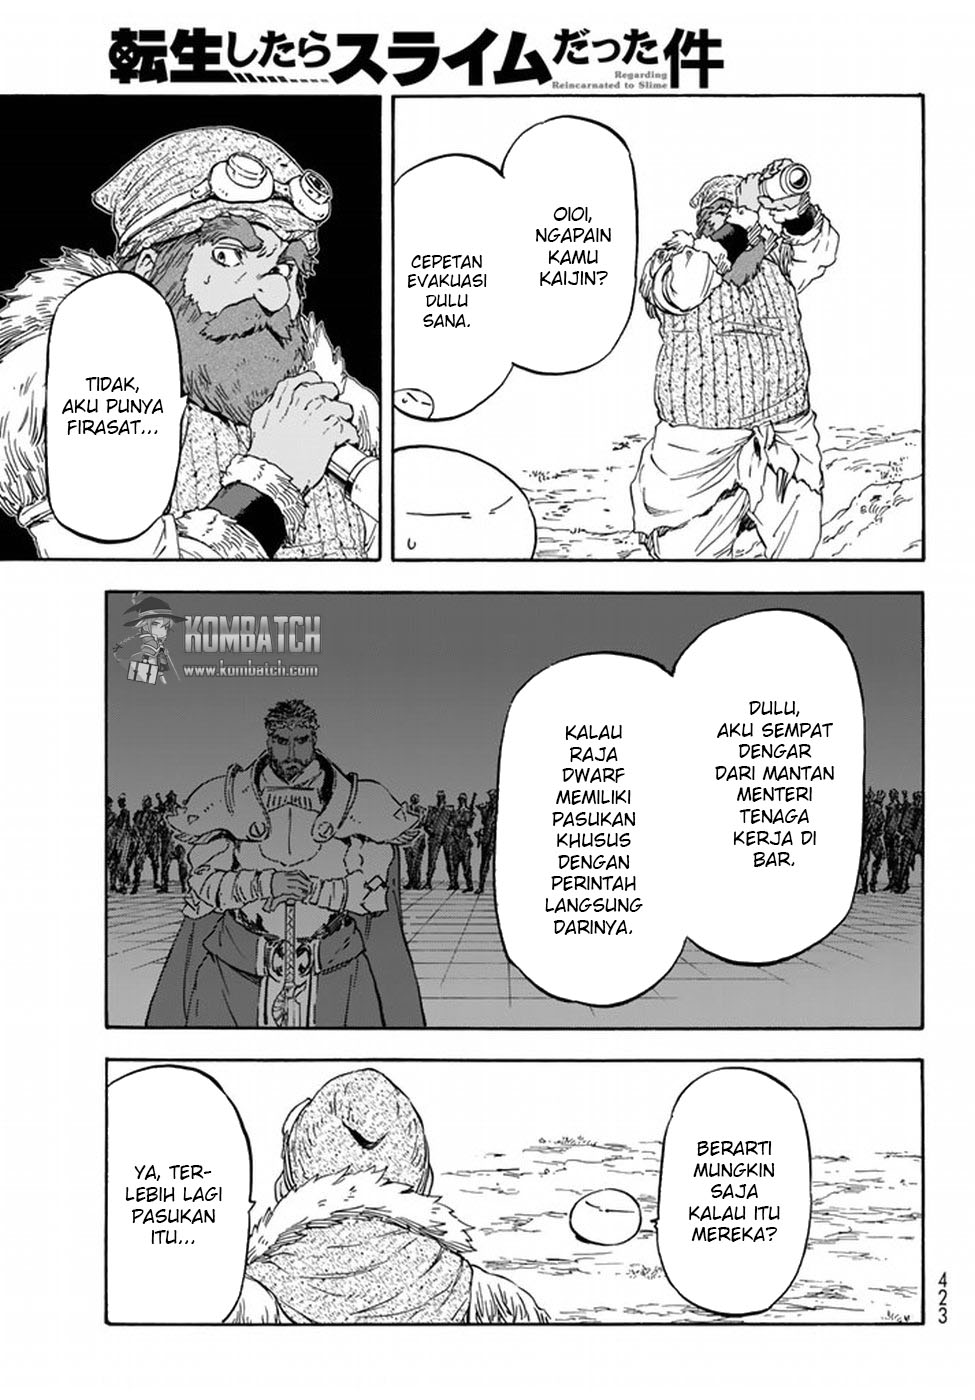 転生したらスライムだった件
Regarding
Reincarnated to Slime
OIOI,
NGAPAIN
KAMU
KAIJIN?
CEPETAN
EVAKUASI
DULU
SANA.
TIDAK,
AKU PUNYA
FIRASAT...
KOMBATCH
www.kombatch.com
DULU,
AKU SEMPAT
DENGAR
DARI MANTAN
MENTERI
TENAGA
KERJA DI
BAR.
KALAU
RAJA
DWARF
MEMILIKI
PASUKAN
KHUSUS
DENGAN
PERINTAH
LANGSUNG
DARINYA.
BERARTI
MUNGKIN
SAJA
KALAU ITU
MEREKA?
YA, TER-
LEBIH LAGI
PASUKAN
ITU...
423